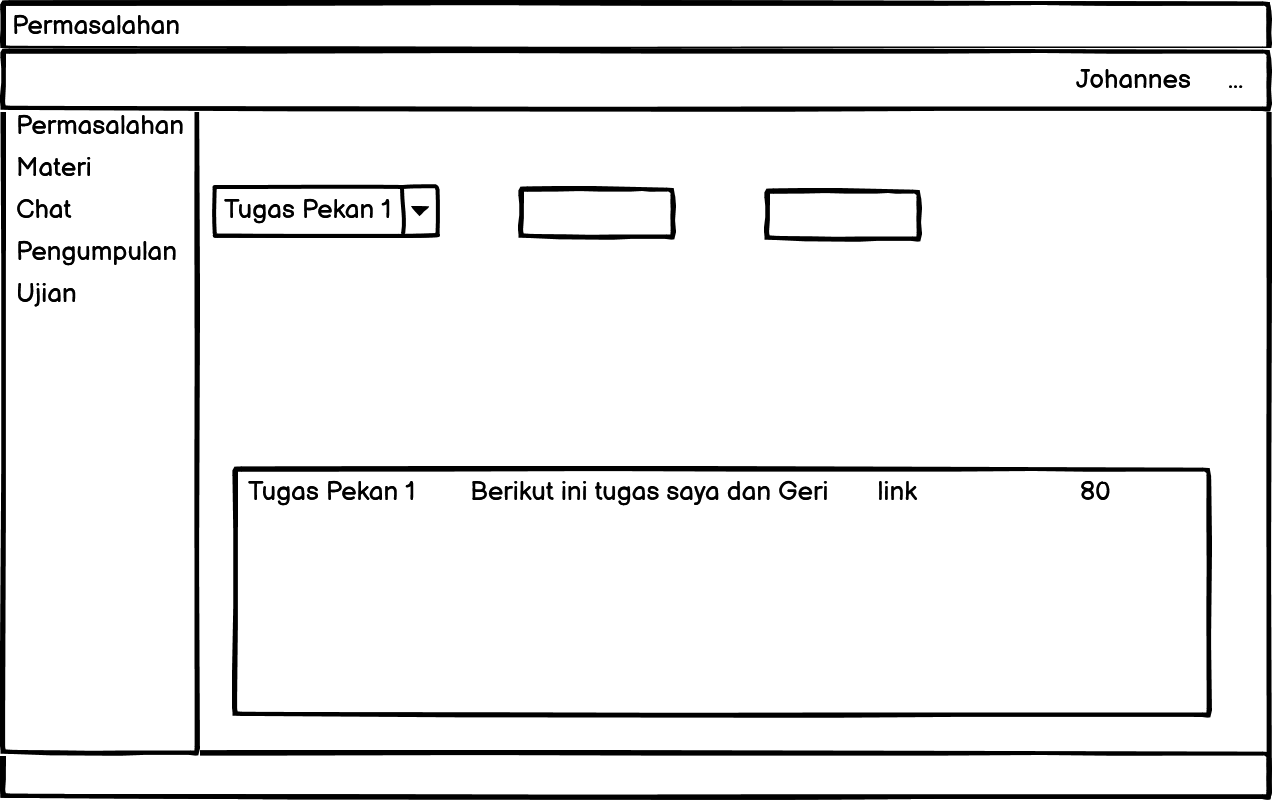 Permasalahan
Johannes ...
Permasalahan
Materi
Chat
Pengumpulan
Ujian
Tugas Pekan 1
Tugas Pekan 1 Berikut ini tugas saya dan Geri link 80